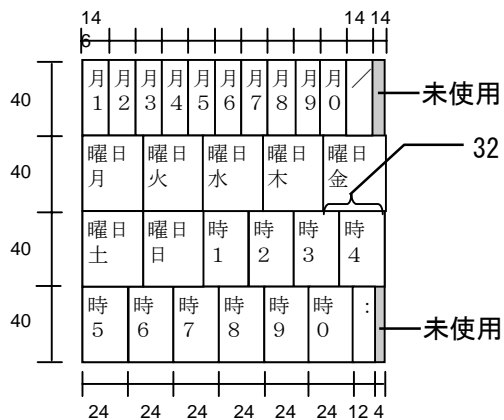 14 14 14
6
40 月 月 月 月 月 月 月 月 月 月 ／ 未使用
1 2 3 4 5 6 7 8 9 0
40 曜日 曜日 曜日 曜日 曜日 32
月 火 水 木 金
40 曜日 曜日 時 時 時 時
土 日 1 2 3 4
40 時 時 時 時 時 時 :
5 6 7 8 9 0 未使用
24 24 24 24 24 24 12 4